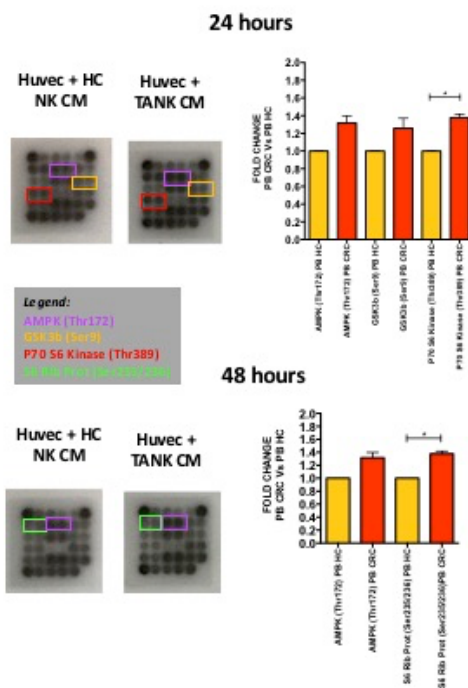 24 hours
Huvec + HC
NK CM
Huvec +
TANK CM
FOLD CHANGE
PB CRC Vs PB HC
2.0
1.8
1.6
1.4
1.2
1.0
0.8
0.6
0.4
0.2
0.0
*
AMPK (Thr172) PB HC
AMPK (Thr172) PB CRC
GSK3b (Ser9) PB HC
GSK3b (Ser9) PB CRC
P70 S6 Kinase (Thr389) PB HC
P70 S6 Kinase (Thr389) PB CRC
Legend:
AMPK (Thr172)
GSK3b (Ser9)
P70 S6 Kinase (Thr389)
S6 Rib Prot (Ser235/236)
48 hours
Huvec + HC
NK CM
Huvec +
TANK CM
FOLD CHANGE
PB CRC Vs PB HC
2.0
1.8
1.6
1.4
1.2
1.0
0.8
0.6
0.4
0.2
0.0
*
AMPK (Thr172) PB HC
AMPK (Thr172) PB CRC
S6 Rib Prot (Ser235/236) PB HC
S6 Rib Prot (Ser235/236)PB CRC